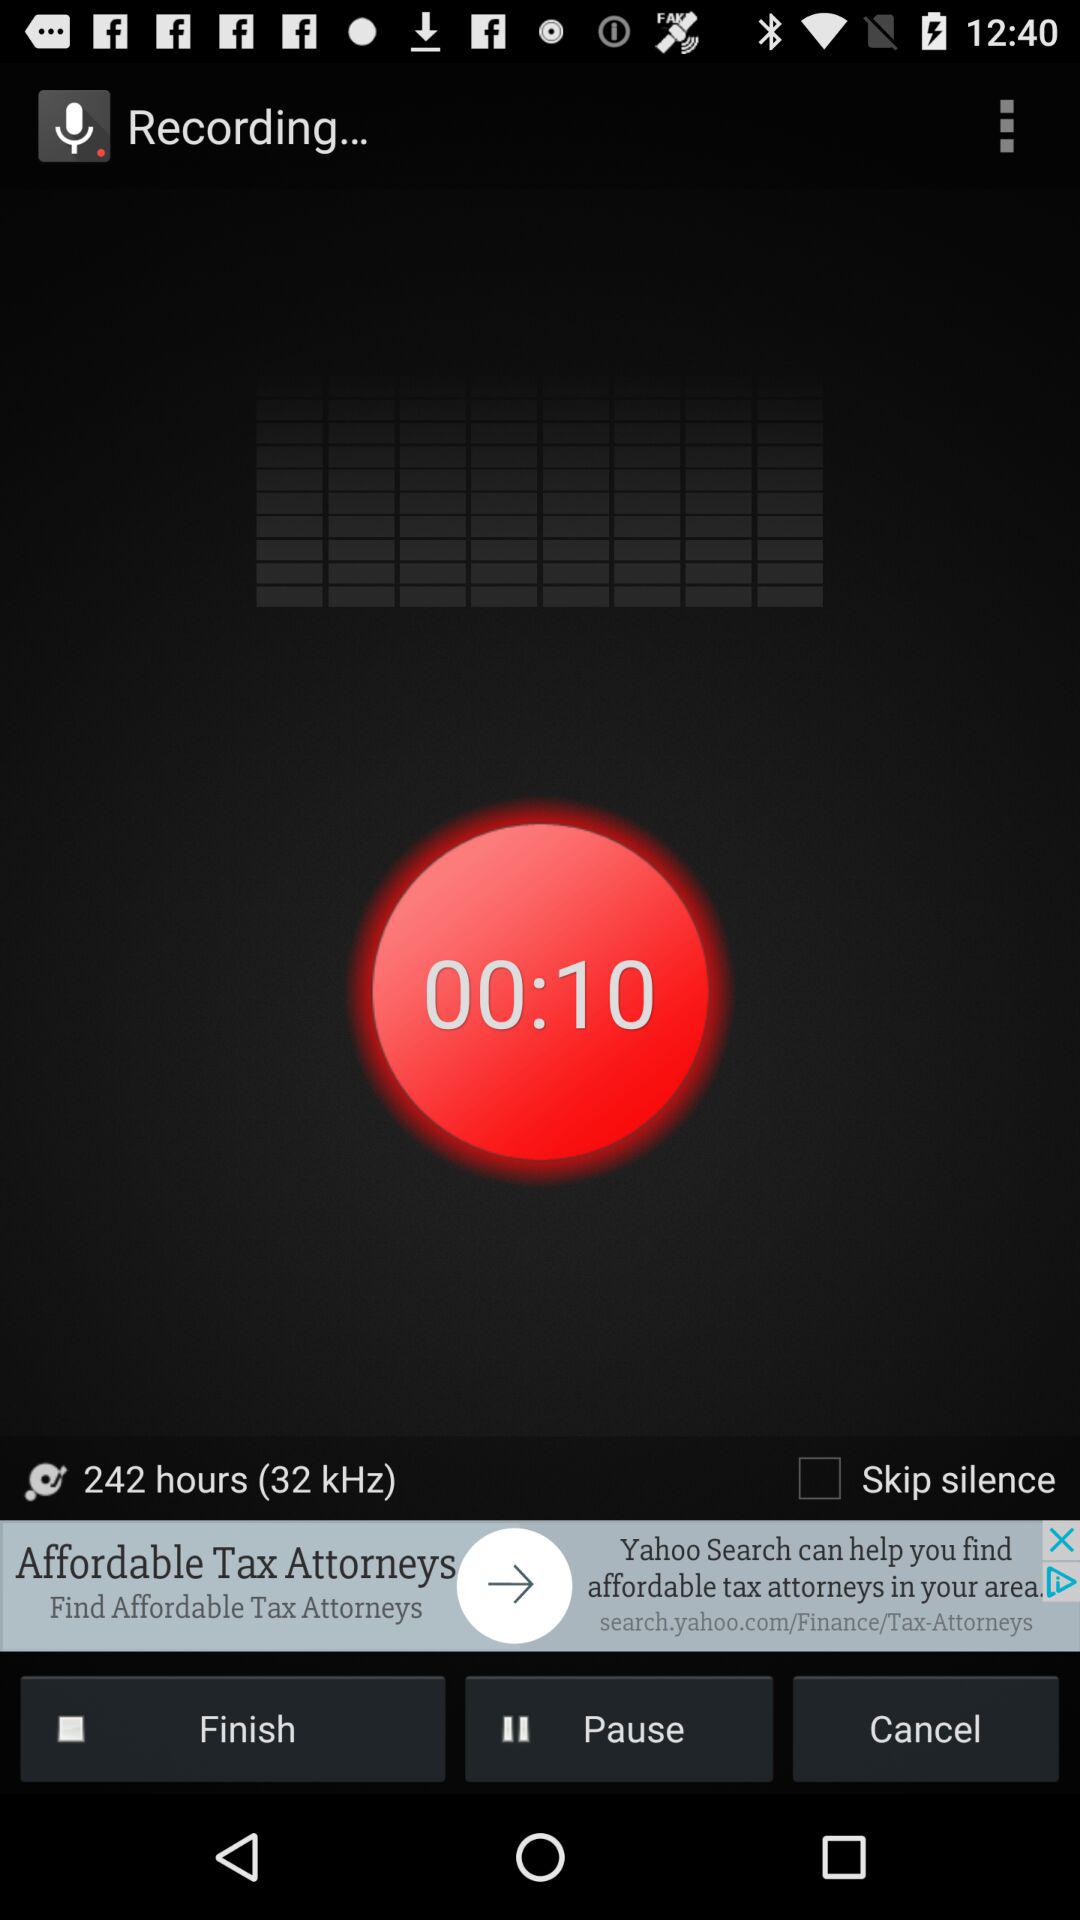 FAKE 12:40
Recording...
00:10
242 hours (32 kHz) Skip silence
Affordable Tax Attorneys
Find Affordable Tax Attorneys
Yahoo Search can help you find
affordable tax attorneys in your area.
search.yahoo.com/Finance/Tax-Attorneys
Finish Pause Cancel